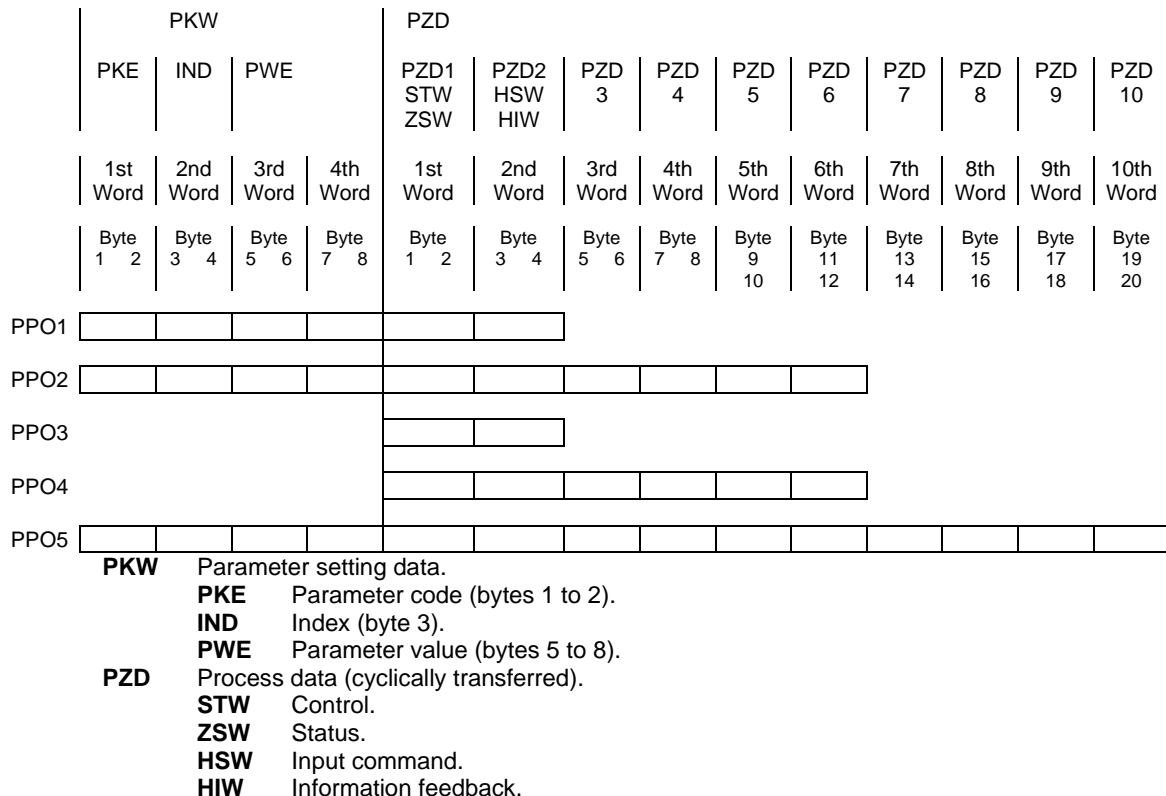 PKW PZD
PKE IND PWE PZD1 PZD2 PZD PZD PZD PZD PZD PZD PZD PZD
STW HSW 3 4 5 6 7 8 9 10
ZSW HIW
1st 2nd 3rd 4th 1st 2nd 3rd 4th 5th 6th 7th 8th 9th 10th
Word Word Word Word Word Word Word Word Word Word Word Word Word Word
Byte Byte Byte Byte Byte Byte Byte Byte Byte Byte Byte Byte Byte Byte
1 2 3 4 5 6 7 8 1 2 3 4 5 6 7 8 9 11 13 15 17 19
10 12 14 16 18 20
PPO1
PPO2
PPO3
PPO4
PPO5
PKW Parameter setting data.
PKE Parameter code (bytes 1 to 2).
IND Index (byte 3).
PWE Parameter value (bytes 5 to 8).
PZD Process data (cyclically transferred).
STW Control.
ZSW Status.
HSW Input command.
HIW Information feedback.